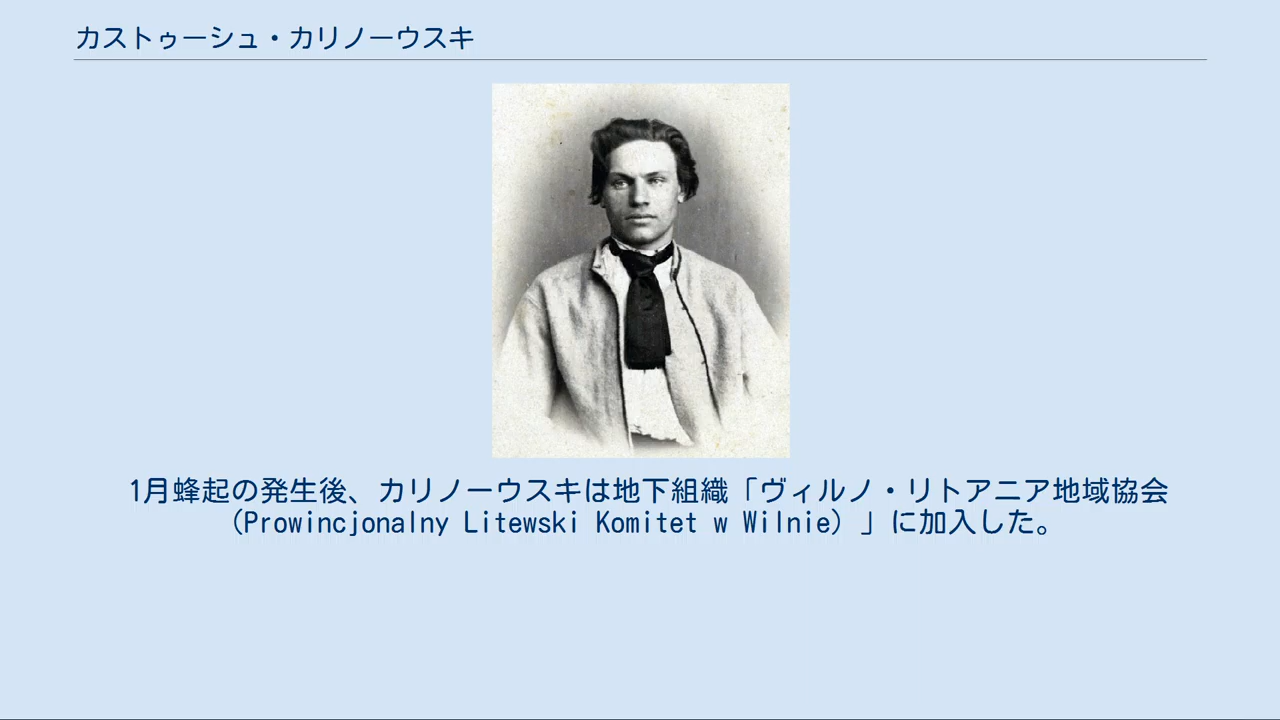 カストゥーシュ・カリノーウスキ
1月蜂起の発生後、カリノーウスキは地下組織「ヴィルノ・リトアニア地域協会
（Prowincjonalny Litewski Komitet w Wilnie）」に加入した。